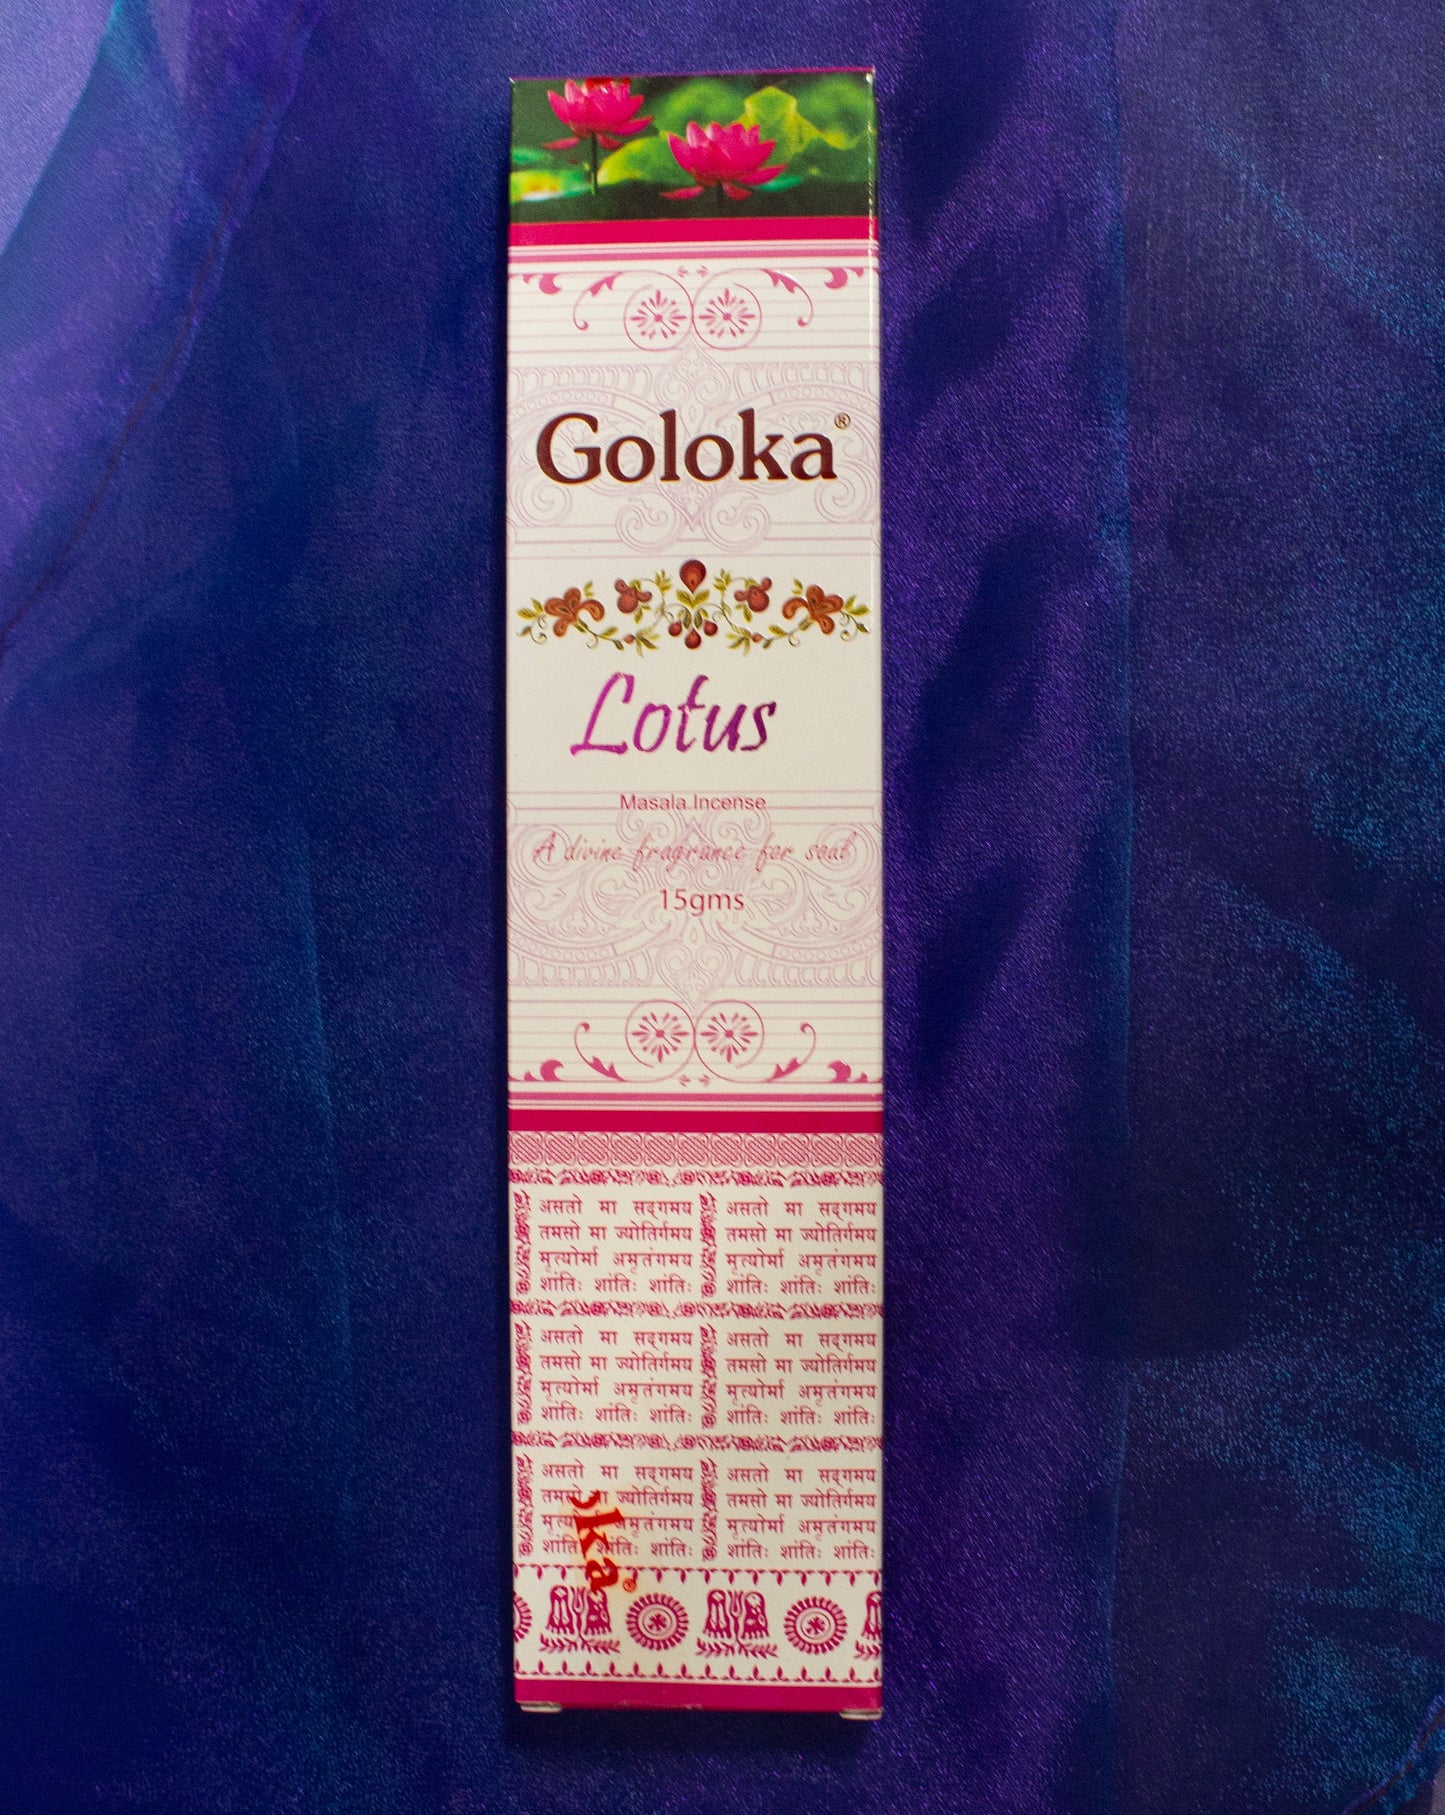 Goloka®
Lotus
Masala Incense
A divine fragrance for soul
15gms
असतो मा सद्गमय
तमसो मा ज्योतिर्गमय
मृत्योर्मा अमृतंगमय
शांतिः शांतिः शांतिः
असतो मा सद्गमय
तमसो मा ज्योतिर्गमय
मृत्योर्मा अमृतंगमय
शांतिः शांतिः शांतिः
असतो मा सद्गमय
तमसो मा ज्योतिर्गमय
मृत्योर्मा अमृतंगमय
शांतिः शांतिः शांतिः
असतो मा सद्गमय
तमसो मा ज्योतिर्गमय
मृत्योर्मा अमृतंगमय
शांतिः शांतिः शांतिः
असतो मा सद्गमय
तमसो मा ज्योतिर्गमय
अमृतंगमय
शांतिः शांतिः
असतो मा सद्गमय
तमसो मा ज्योतिर्गमय
मृत्योर्मा अमृतंगमय
शांतिः शांतिः शांतिः
oka®